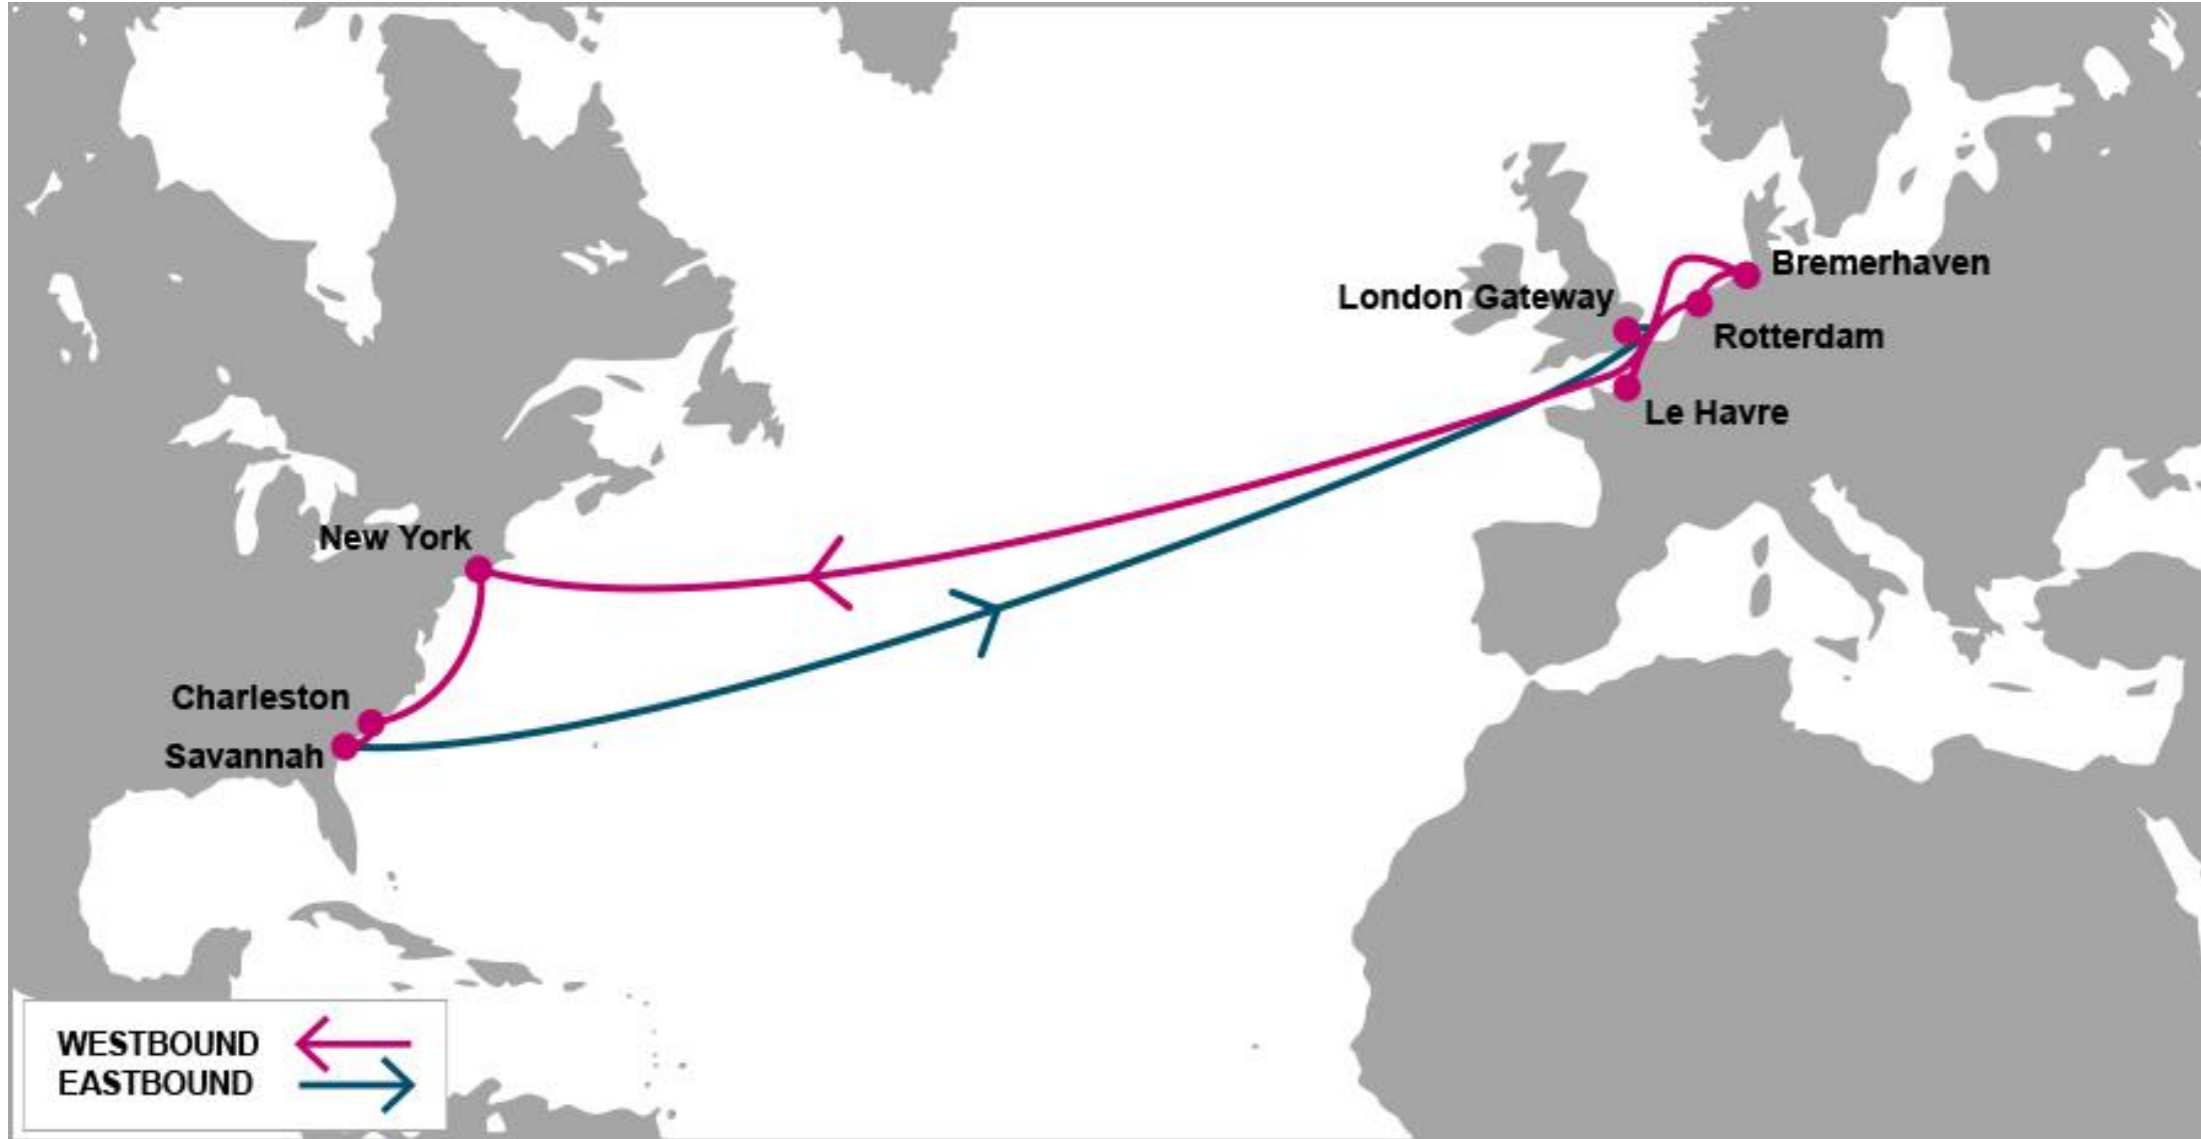 Bremerhaven
London Gateway
Rotterdam
Le Havre
New York
Charleston
Savannah
WESTBOUND
EASTBOUND